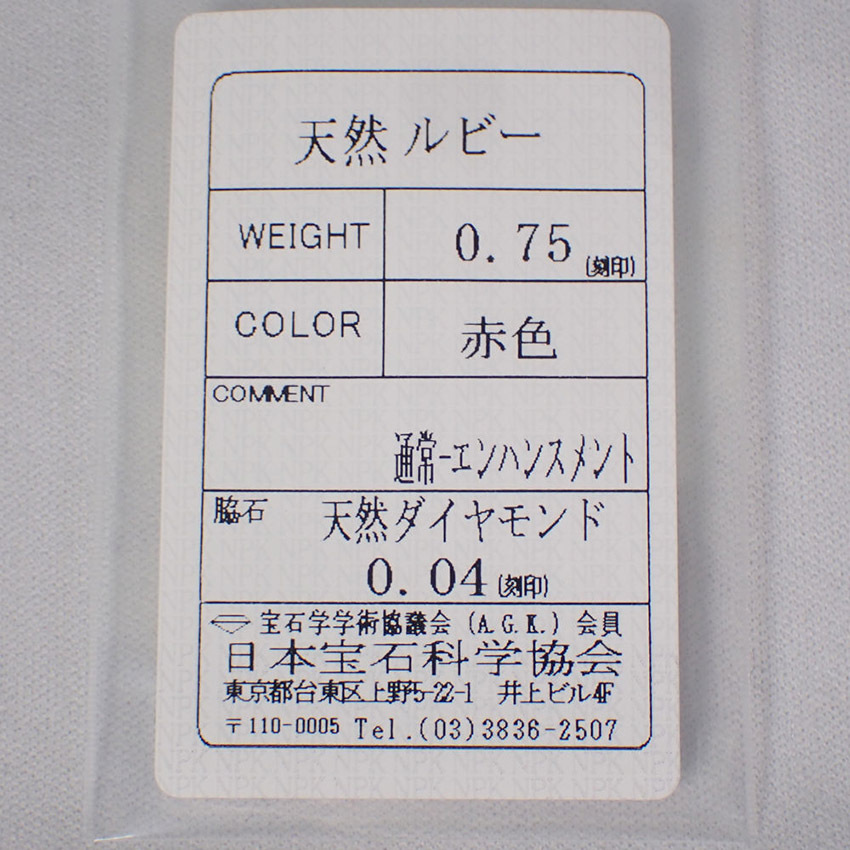 天然 ルビー
WEIGHT 0.75 (刻印)
COLOR 赤色
COMMENT
通常-エンハンスメント
脇石 天然ダイヤモンド
0.04 (刻印)
宝石学学術協議会 (A.G.K.) 会員
日本宝石科学協会
東京都台東区上野5-22-1 井上ビル4F
〒110-0005 Tel.(03)3836-2507